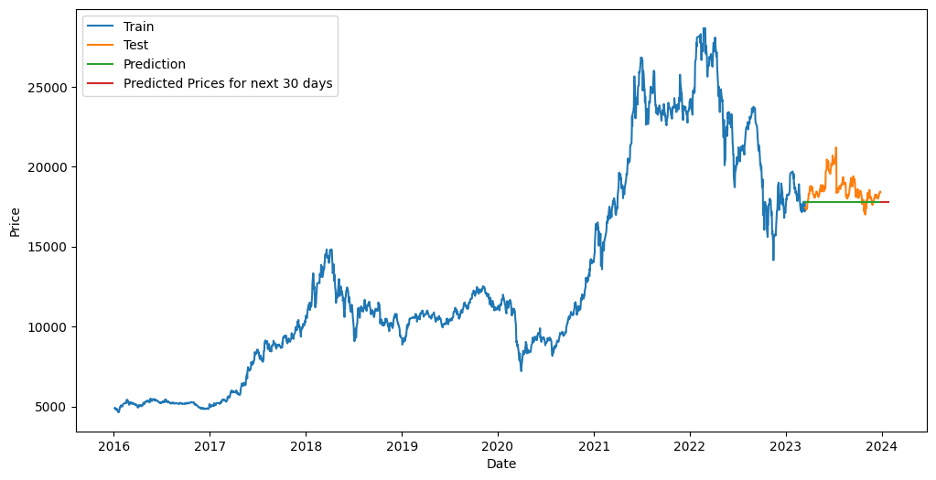 Train
Test
Prediction
Predicted Prices for next 30 days
Price
25000
20000
15000
10000
5000
2016 2017 2018 2019 2020 2021 2022 2023 2024
Date